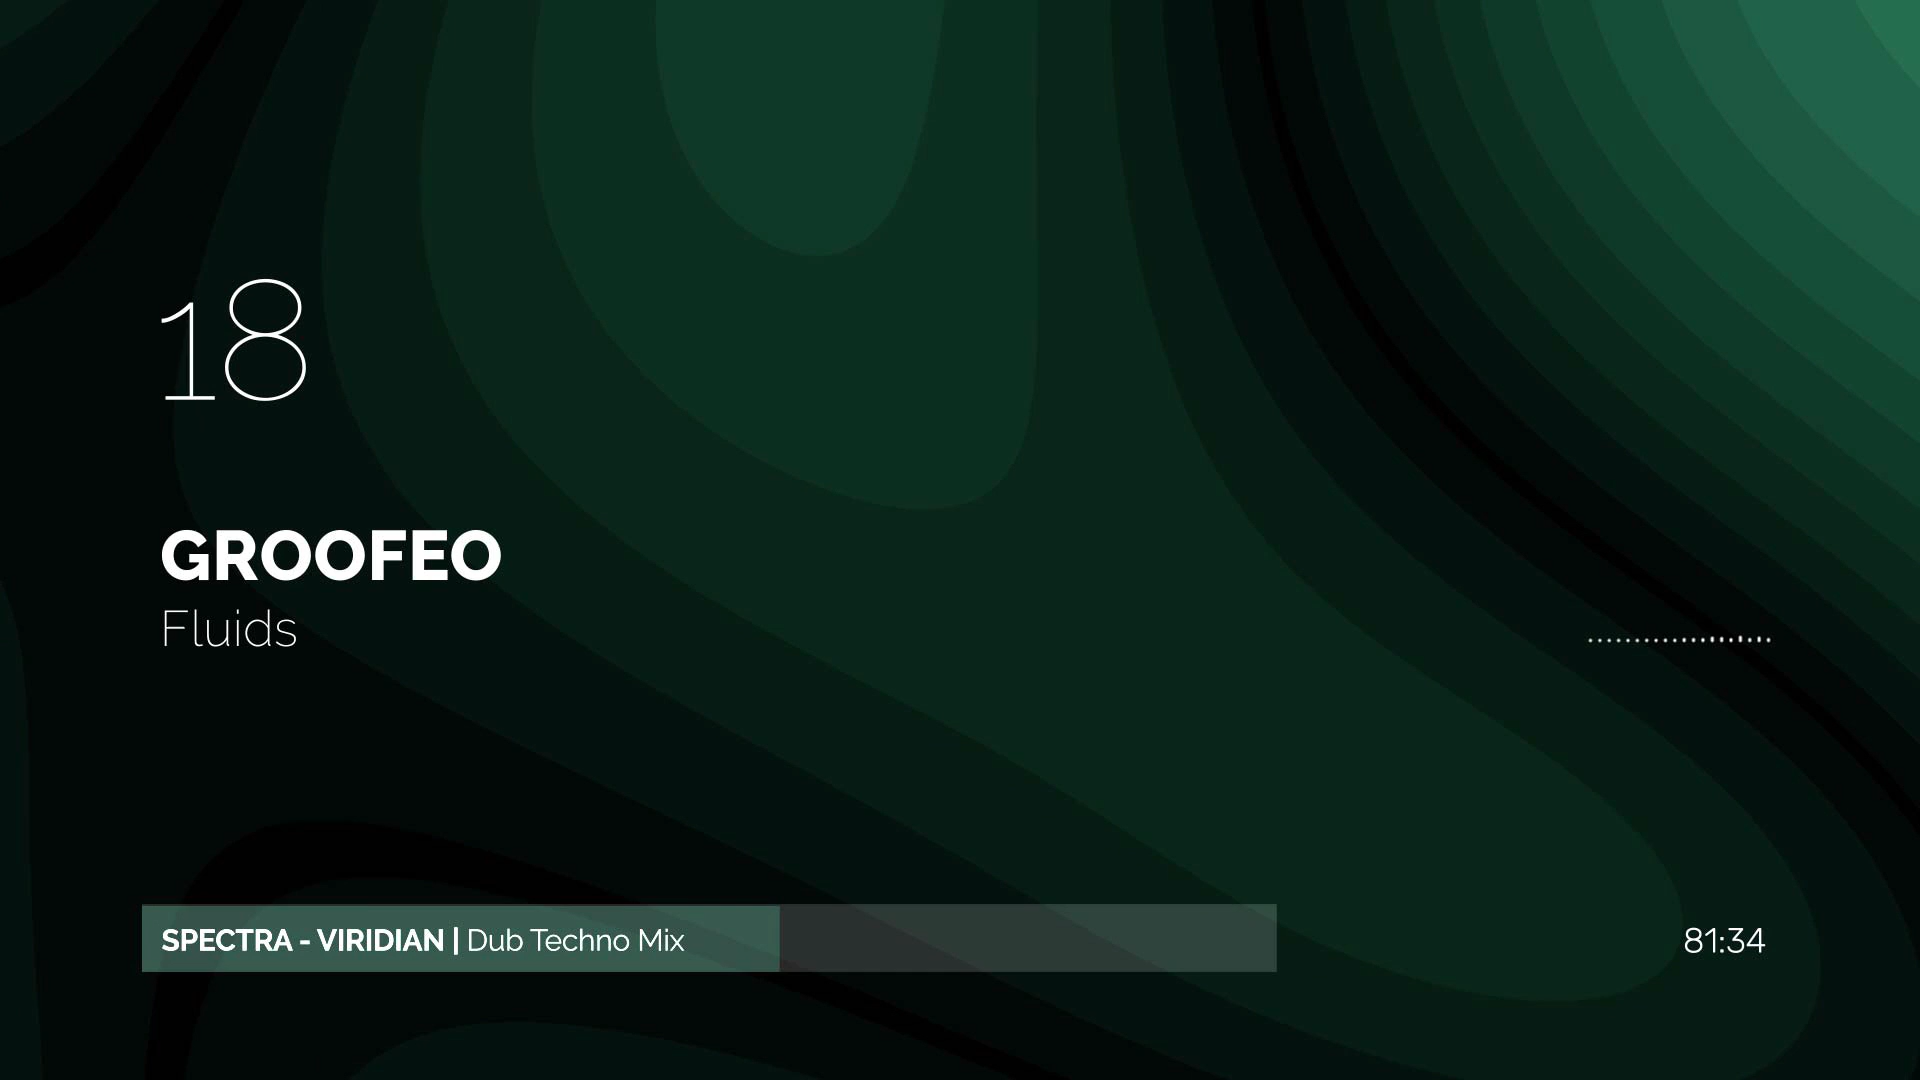 18
GROOFEO
Fluids
SPECTRA - VIRIDIAN | Dub Techno Mix
81:34